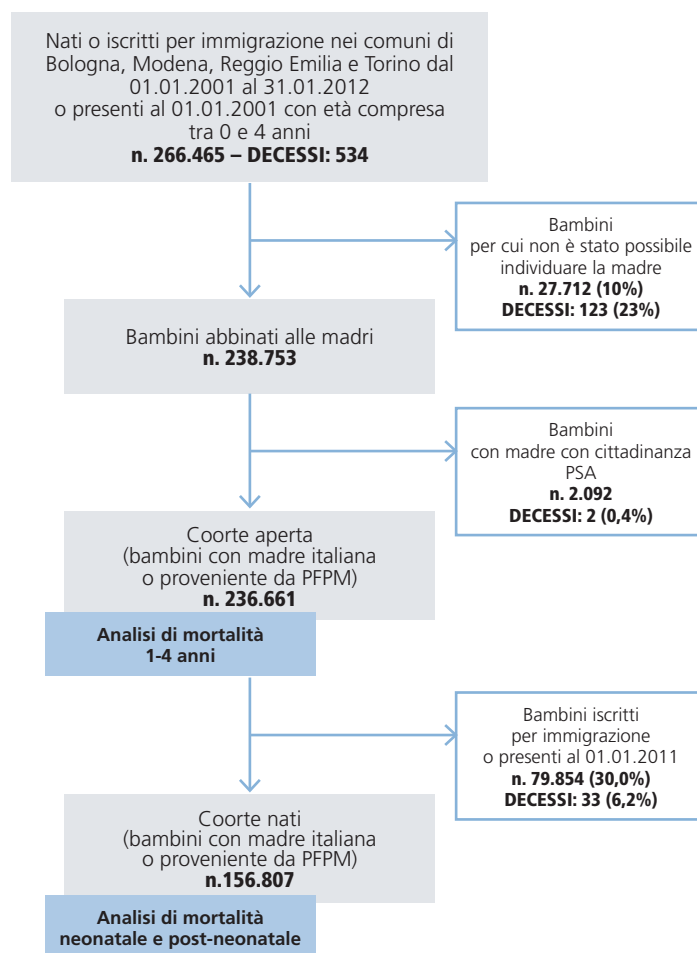 Nati o iscritti per immigrazione nei comuni di
Bologna, Modena, Reggio Emilia e Torino dal
01.01.2001 al 31.01.2012
o presenti al 01.01.2001 con età compresa
tra 0 e 4 anni
n. 266.465 – DECESSI: 534
Bambini
per cui non è stato possibile
individuare la madre
n. 27.712 (10%)
DECESSI: 123 (23%)
Bambini abbinati alle madri
n. 238.753
Bambini
con madre con cittadinanza
PSA
n. 2.092
DECESSI: 2 (0,4%)
Coorte aperta
(bambini con madre italiana
o proveniente da PFPM)
n. 236.661
Analisi di mortalità
1-4 anni
Bambini iscritti
per immigrazione
o presenti al 01.01.2011
n. 79.854 (30,0%)
DECESSI: 33 (6,2%)
Coorte nati
(bambini con madre italiana
o proveniente da PFPM)
n.156.807
Analisi di mortalità
neonatale e post-neonatale